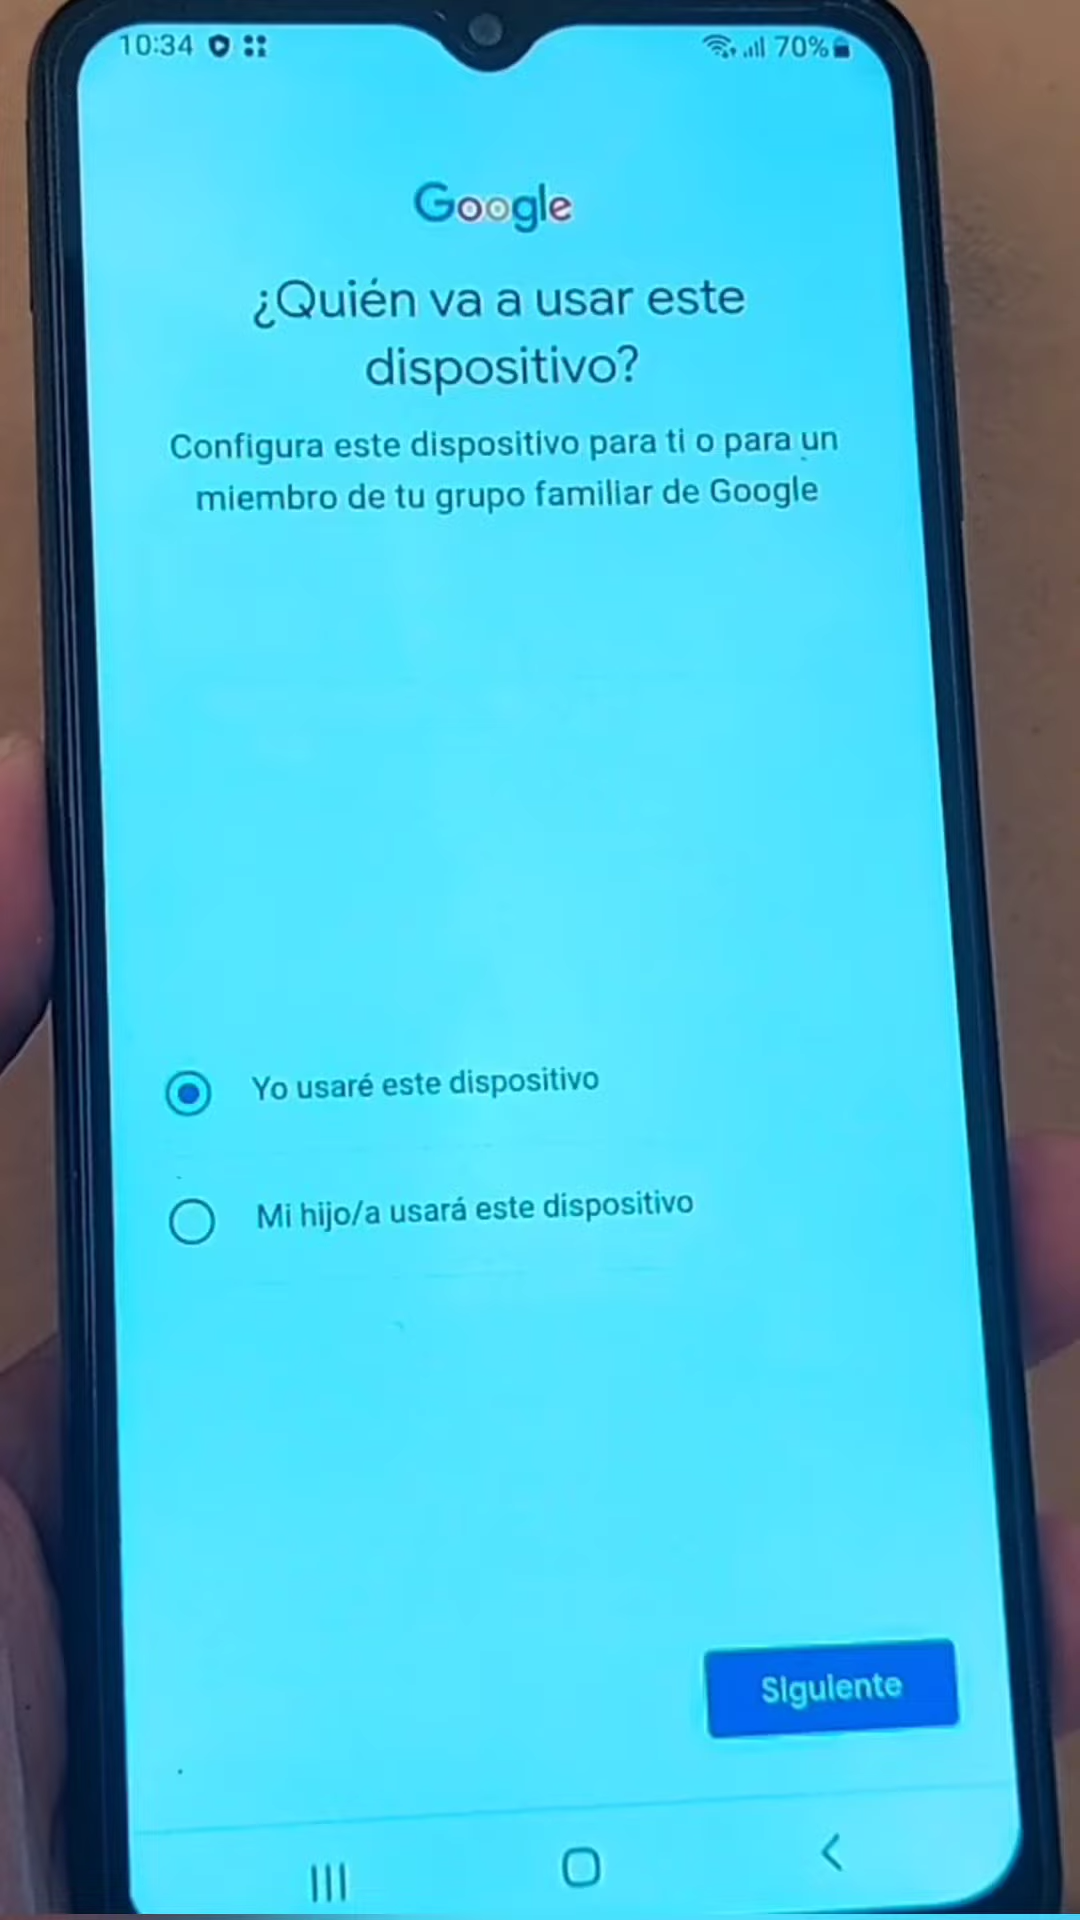 10:34 70%
Google
¿Quién va a usar este
dispositivo?
Configura este dispositivo para ti o para un
miembro de tu grupo familiar de Google
Yo usaré este dispositivo
Mi hijo/a usará este dispositivo
Siguiente